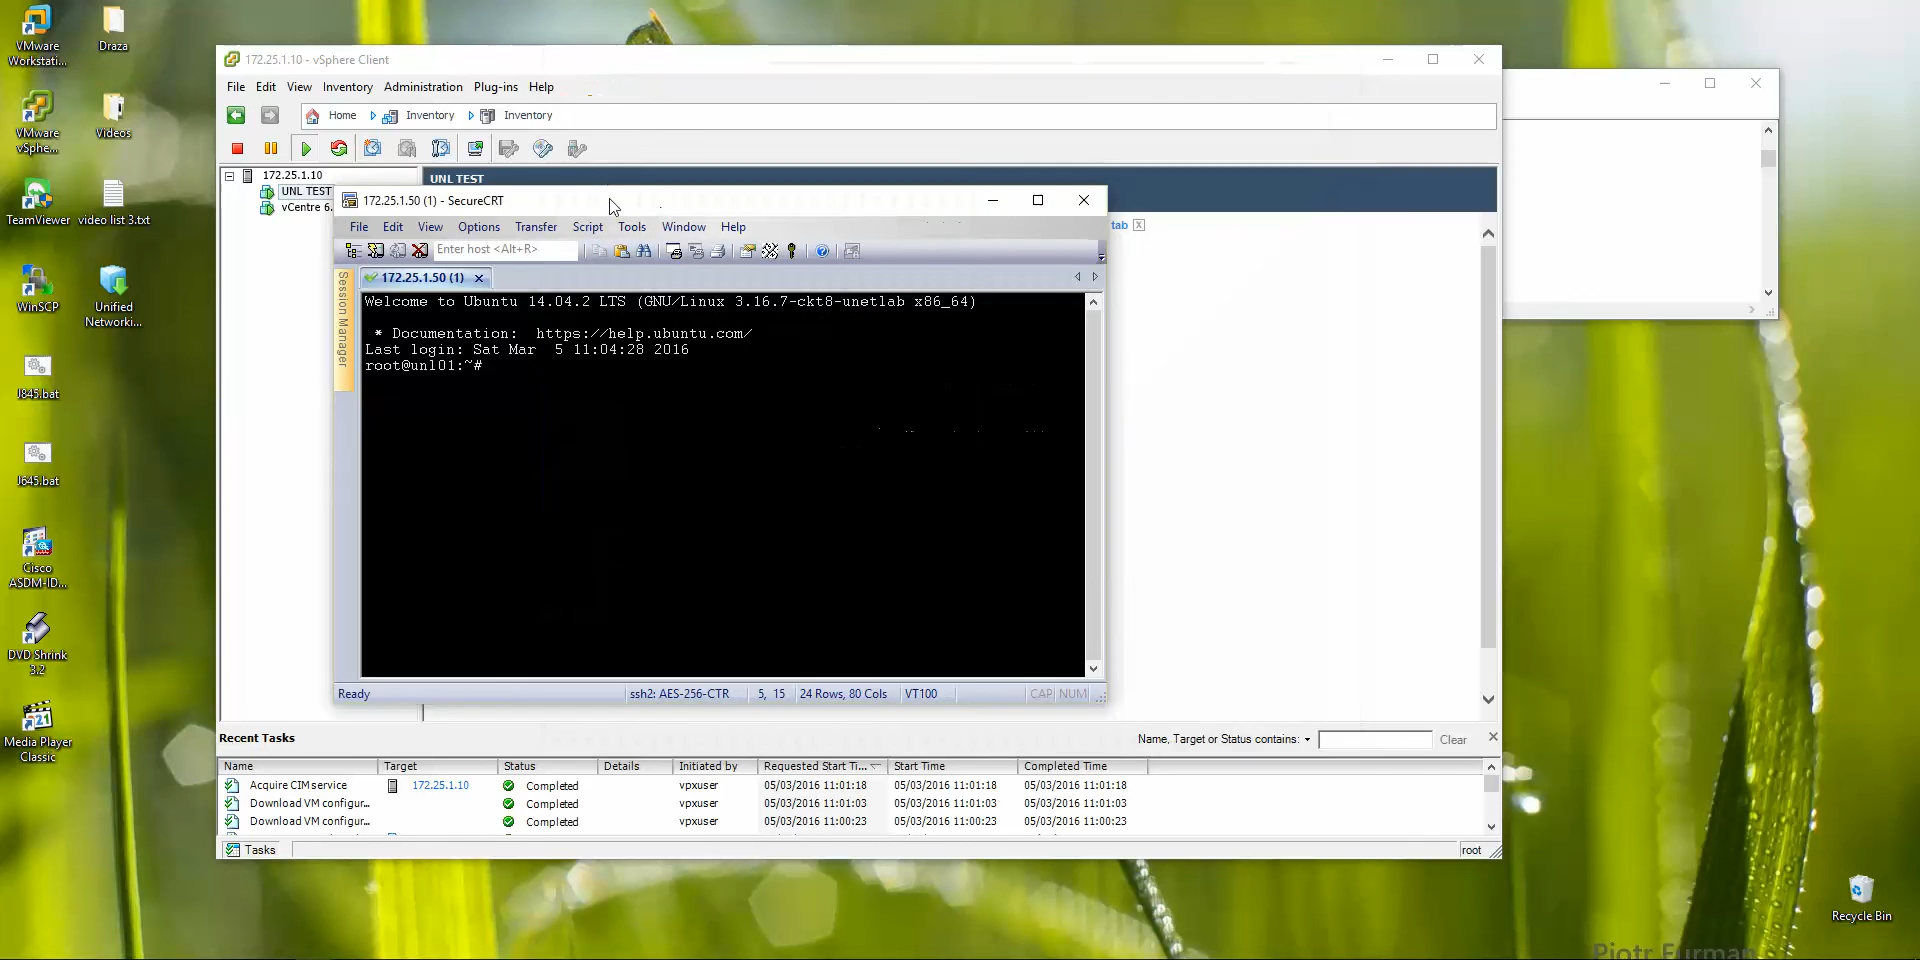 VMware
Workstati...
Draza
VMware
vSphe...
Videos
TeamViewer
video list 3.txt
WinSCP
Unified
Networki...
J845.bat
J645.bat
Cisco
ASDM-ID...
DVD Shrink
3.2
Media Player
Classic
172.25.1.10 - vSphere Client
File Edit View Inventory Administration Plug-ins Help
Home Inventory Inventory
172.25.1.10
UNL TEST
vCentre 6.
UNL TEST
tab
172.25.1.50 (1) - SecureCRT
File Edit View Options Transfer Script Tools Window Help
Enter host <Alt+R>
Session Manager
172.25.1.50 (1)
Welcome to Ubuntu 14.04.2 LTS (GNU/Linux 3.16.7-ckt8-unetlab x86_64)
* Documentation: https://help.ubuntu.com/
Last login: Sat Mar 5 11:04:28 2016
root@unl01:~#
Ready ssh2: AES-256-CTR 5, 15 24 Rows, 80 Cols VT100 CAP NUM
Recent Tasks
Name, Target or Status contains: Clear
Name Target Status Details Initiated by Requested Start Ti... Start Time Completed Time
Acquire CIM service 172.25.1.10 Completed vpxuser 05/03/2016 11:01:18 05/03/2016 11:01:18 05/03/2016 11:01:18
Download VM configur... Completed vpxuser 05/03/2016 11:01:03 05/03/2016 11:01:03 05/03/2016 11:01:03
Download VM configur... Completed vpxuser 05/03/2016 11:00:23 05/03/2016 11:00:23 05/03/2016 11:00:23
Tasks
root
Recycle Bin
Piotr Furman